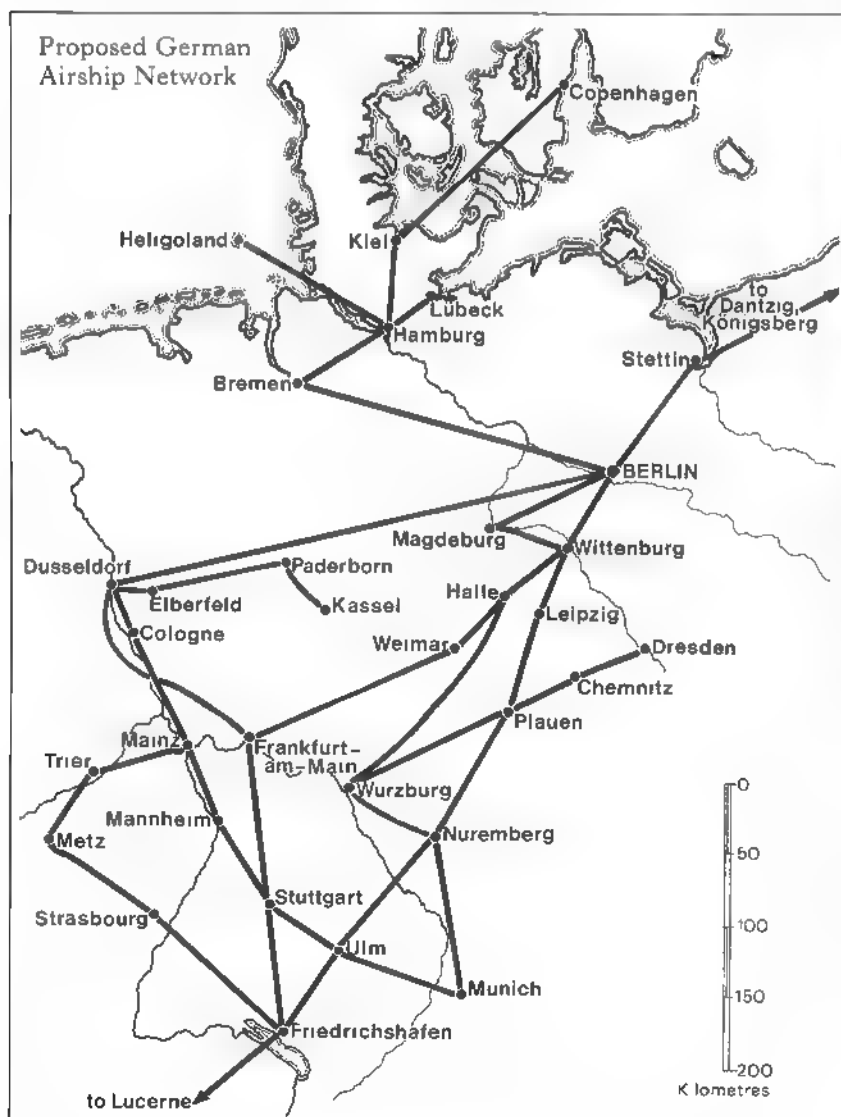 Proposed German
Airship Network
Copenhagen
Heligoland
Kiel
Lübeck
Hamburg
to
Dantzig,
Königsberg
Stettin
Bremen
BERLIN
Magdeburg
Wittenburg
Dusseldorf
Paderborn
Elberfeld
Kassel
Halle
Leipzig
Cologne
Weimar
Dresden
Chemnitz
Plauen
Mainz
Frankfurt-
am-Main
Trier
Wurzburg
Mannheim
Nuremberg
Metz
Stuttgart
Strasbourg
Ulm
Munich
Friedrichshafen
to Lucerne
0
50
100
150
200
Kilometres